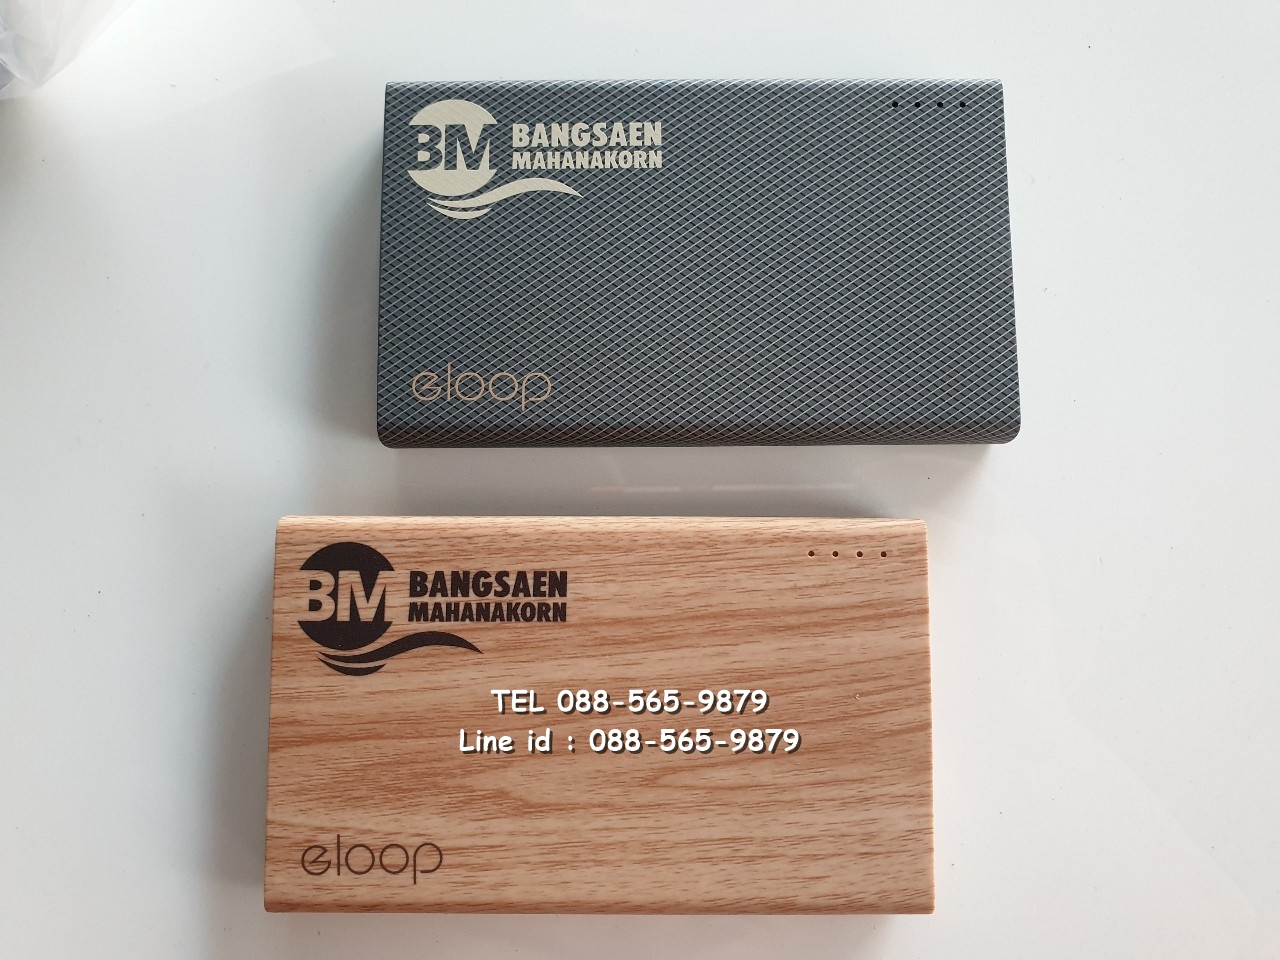 BM BANGSAEN
MAHANAKORN
eloop
BM BANGSAEN
MAHANAKORN
TEL 088-565-9879
Line id : 088-565-9879
eloop